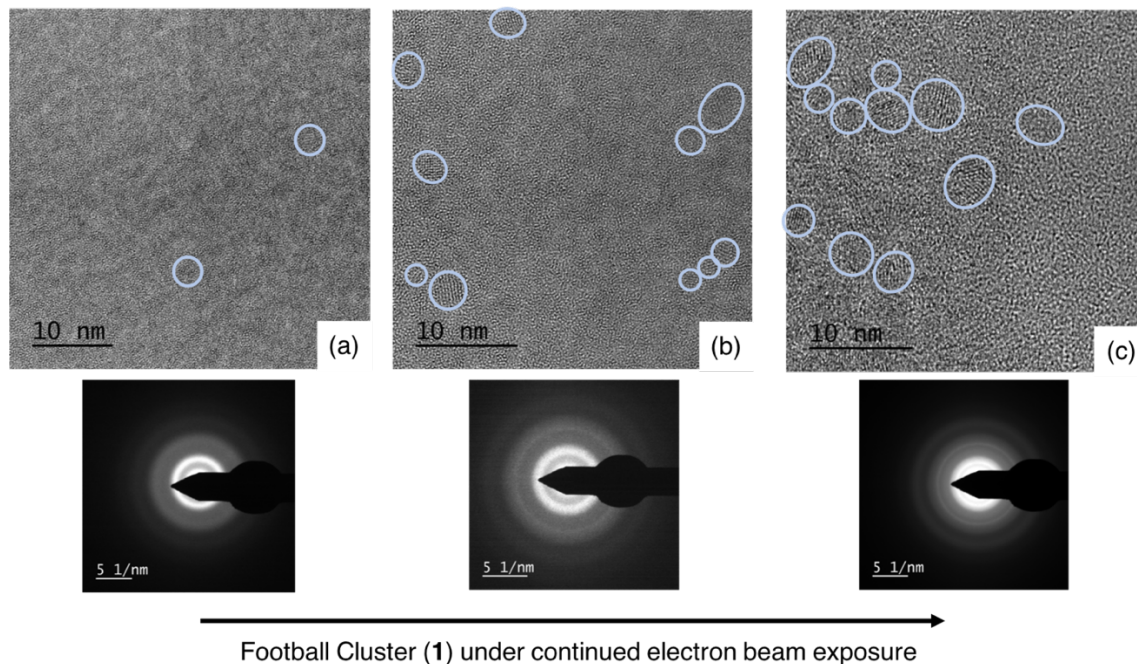 10 nm
(a)
10 nm
(b)
10 nm
(c)
5 1/nm
5 1/nm
5 1/nm
Football Cluster (1) under continued electron beam exposure